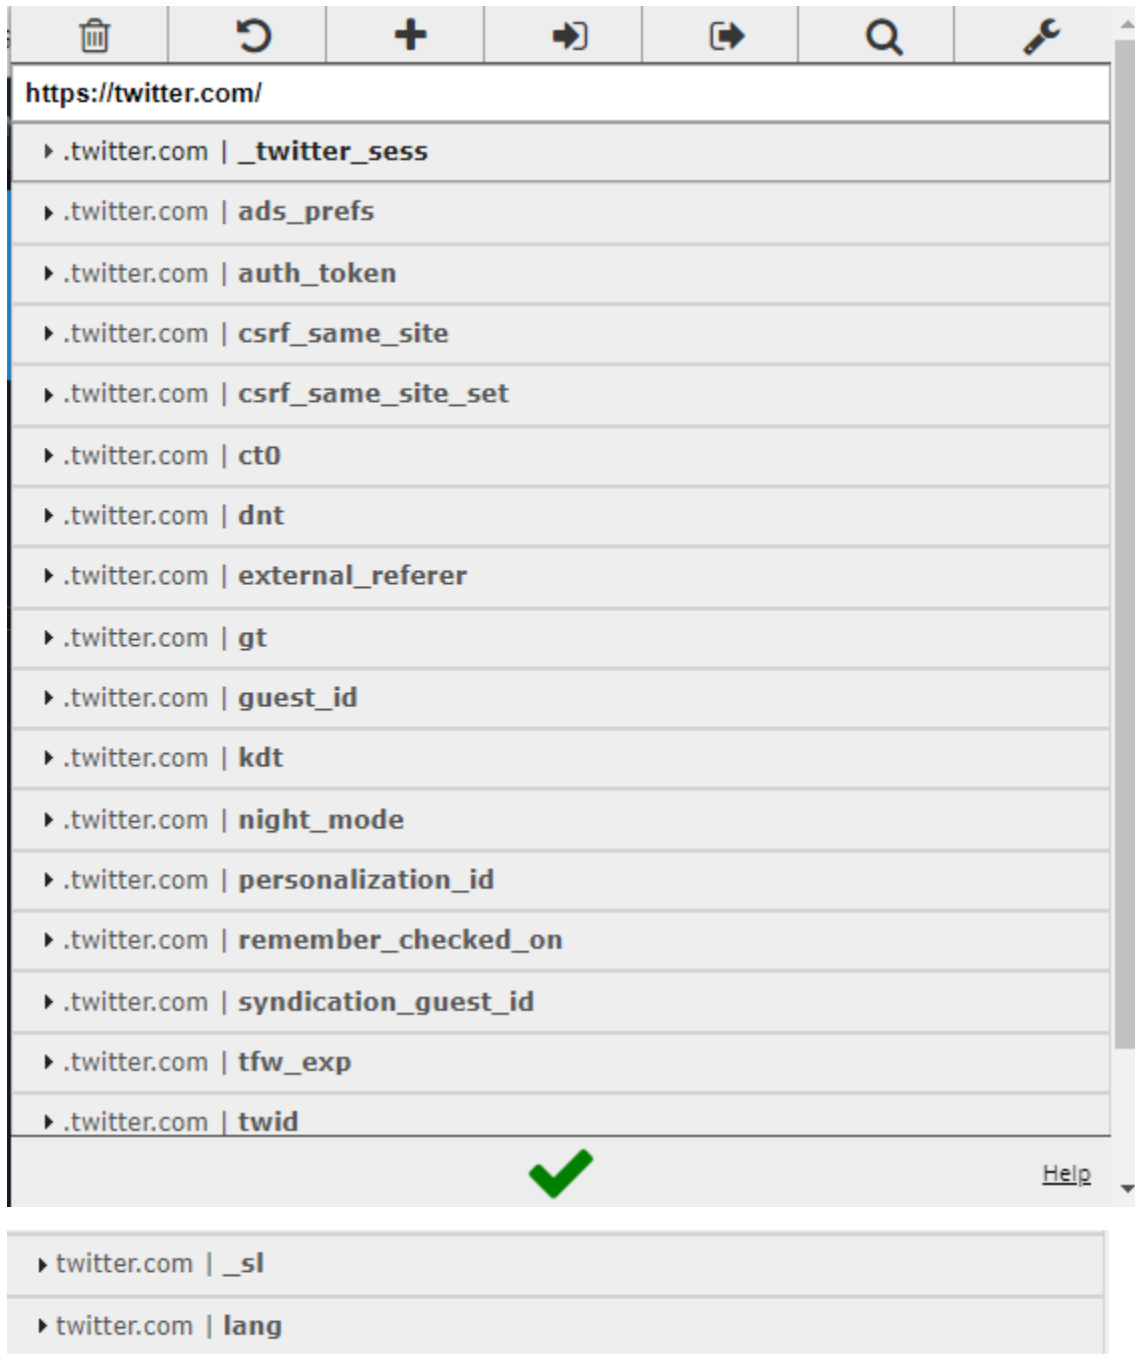 https://twitter.com/
.twitter.com | _twitter_sess
.twitter.com | ads_prefs
.twitter.com | auth_token
.twitter.com | csrf_same_site
.twitter.com | csrf_same_site_set
.twitter.com | ct0
.twitter.com | dnt
.twitter.com | external_referer
.twitter.com | gt
.twitter.com | guest_id
.twitter.com | kdt
.twitter.com | night_mode
.twitter.com | personalization_id
.twitter.com | remember_checked_on
.twitter.com | syndication_guest_id
.twitter.com | tfw_exp
.twitter.com | twid
Help
twitter.com | _sl
twitter.com | lang